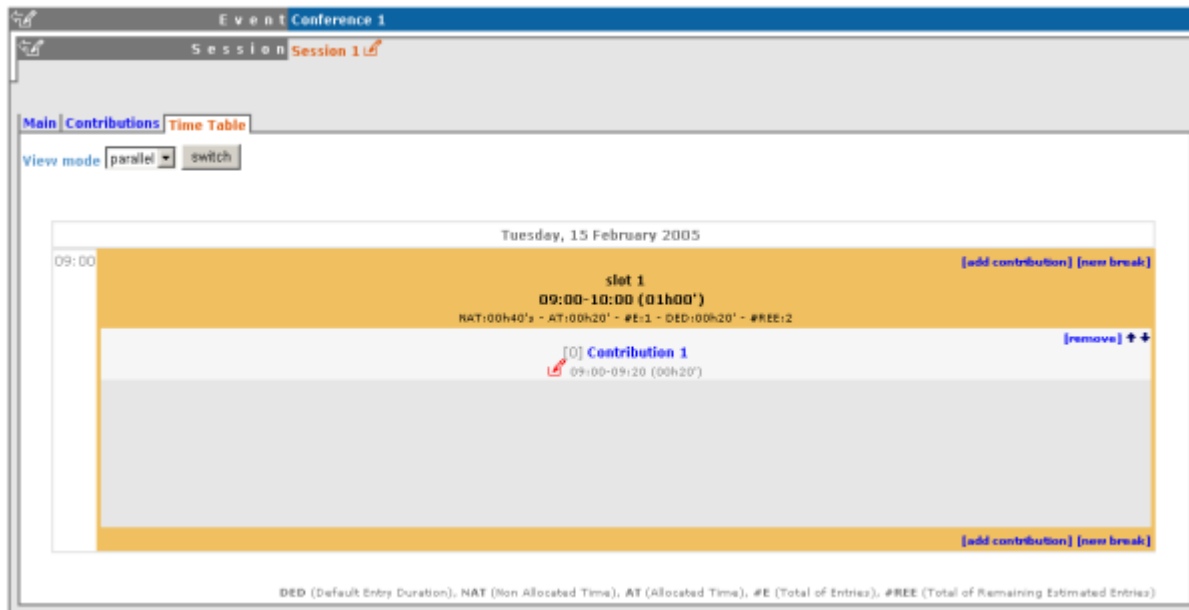 Event Conference 1
Session Session 1
Main Contributions Time Table
View mode parallel switch
Tuesday, 15 February 2005
09:00
[add contribution] [new break]
slot 1
09:00-10:00 (01h00')
NAT:00h40's - AT:00h20' - #E:1 - DED:00h20' - #REE:2
[remove]
[0] Contribution 1
09:00-09:20 (00h20')
[add contribution] [new break]
DED (Default Entry Duration), NAT (Non Allocated Time), AT (Allocated Time), #E (Total of Entries), #REE (Total of Remaining Estimated Entries)